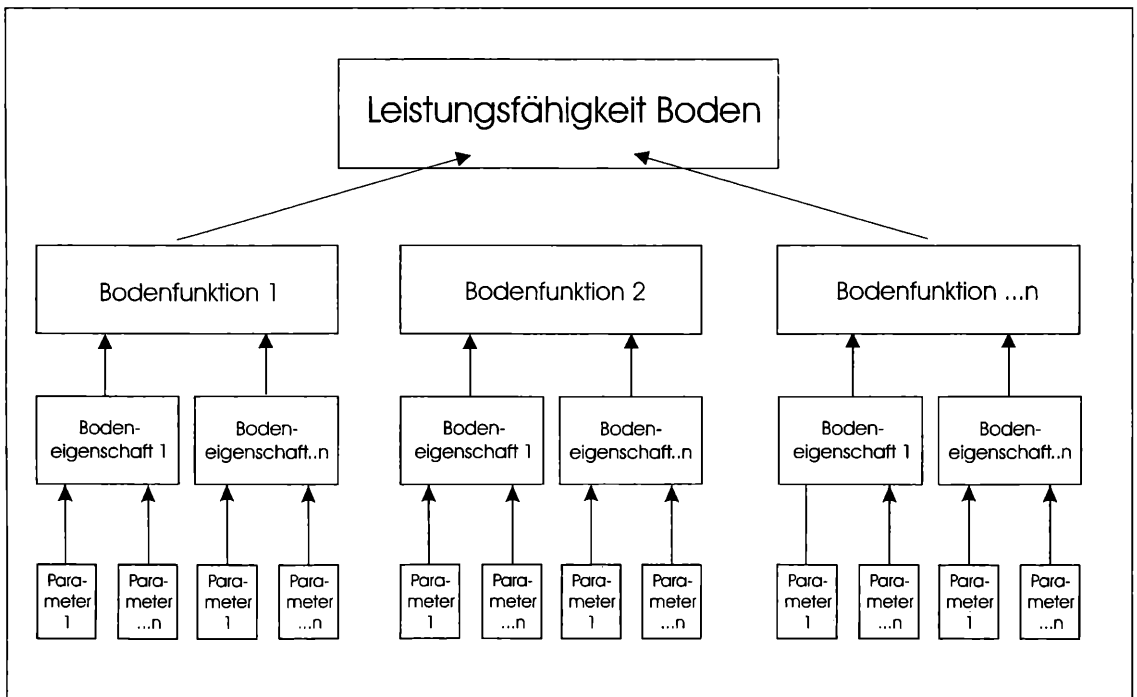 Leistungsfähigkeit Boden
Bodenfunktion 1
Bodenfunktion 2
Bodenfunktion ...n
Boden-
eigenschaft 1
Boden-
eigenschaft..n
Boden-
eigenschaft 1
Boden-
eigenschaft..n
Boden-
eigenschaft 1
Boden-
eigenschaft..n
Para-
meter
1
Para-
meter
...n
Para-
meter
1
Para-
meter
...n
Para-
meter
1
Para-
meter
...n
Para-
meter
1
Para-
meter
...n
Para-
meter
1
Para-
meter
...n
Para-
meter
1
Para-
meter
...n